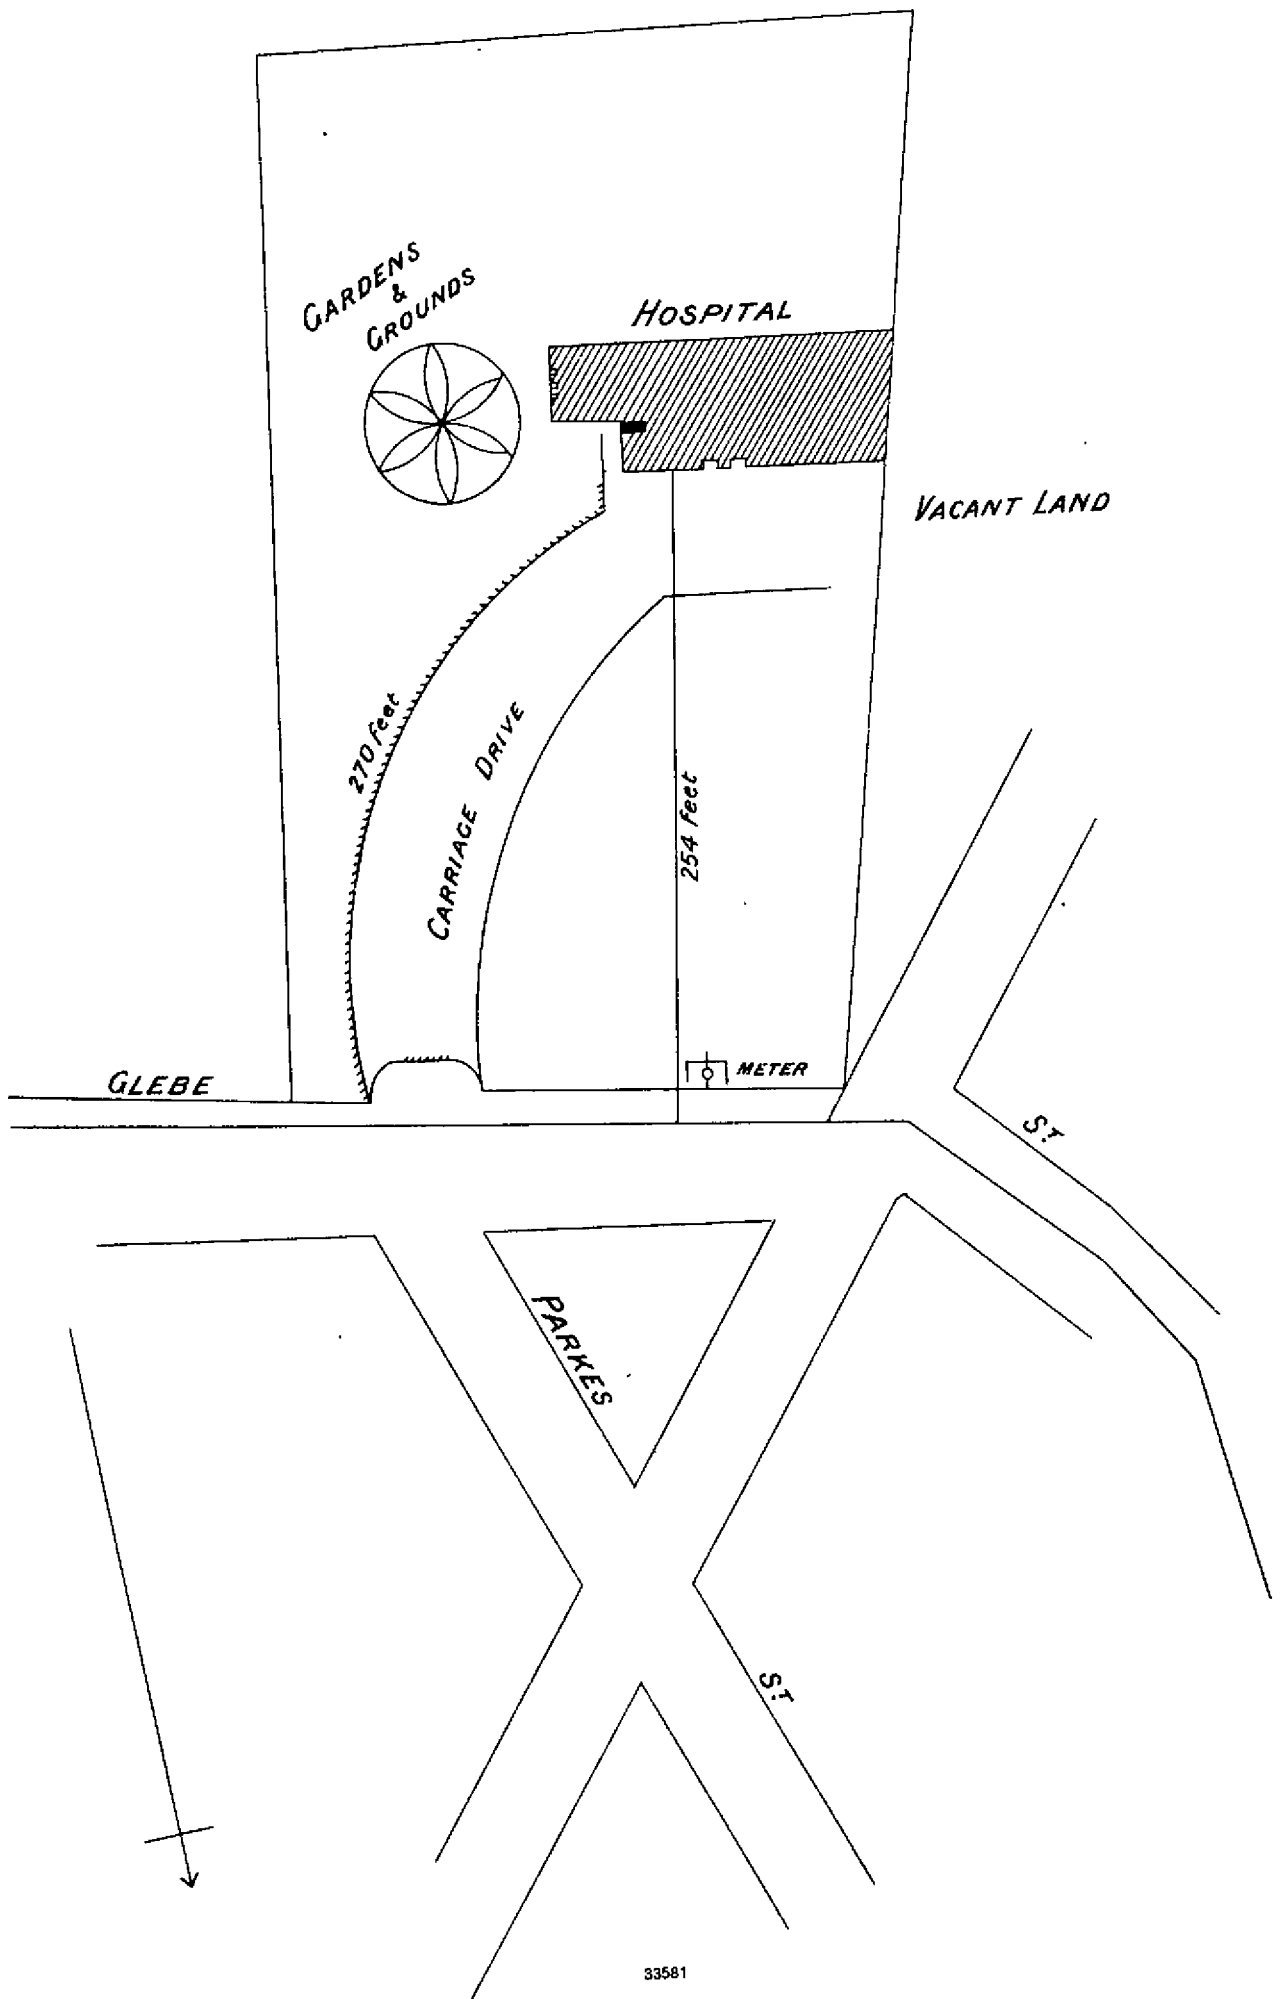 GARDENS
&
GROUNDS
HOSPITAL
VACANT LAND
270 feet
CARRIAGE DRIVE
254 feet
METER
GLEBE
ST.
PARKES
ST.
33581